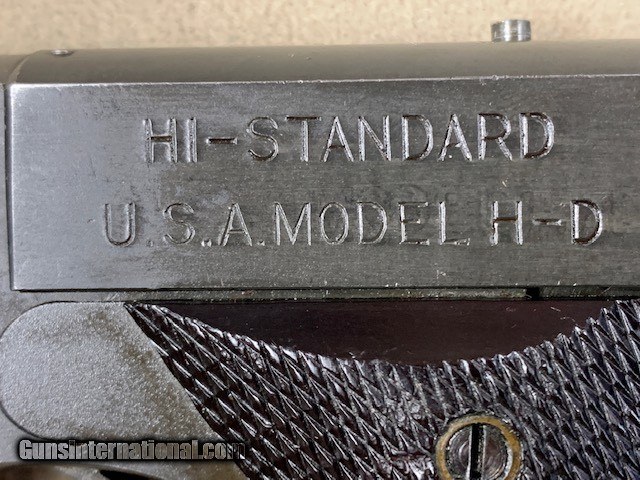 HI-STANDARD
U.S.A. MODEL H-D
GunsInternational.com